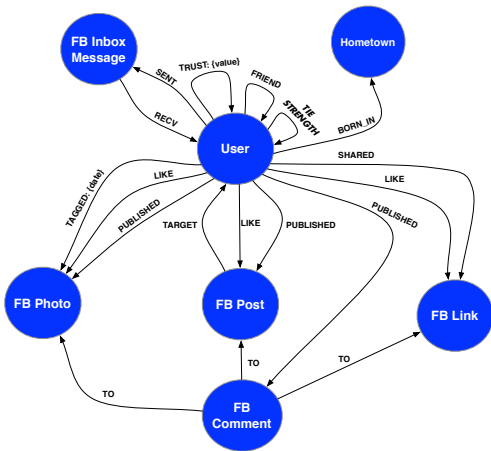 FB Inbox
Message
Hometown
TRUST: {value}
SENT
FRIEND
TIE
STRENGTH
RECV
BORN_IN
User
SHARED
TAGGED: {date}
LIKE
LIKE
PUBLISHED
PUBLISHED
TARGET
LIKE
PUBLISHED
FB Photo
FB Post
FB Link
TO
TO
TO
FB
Comment